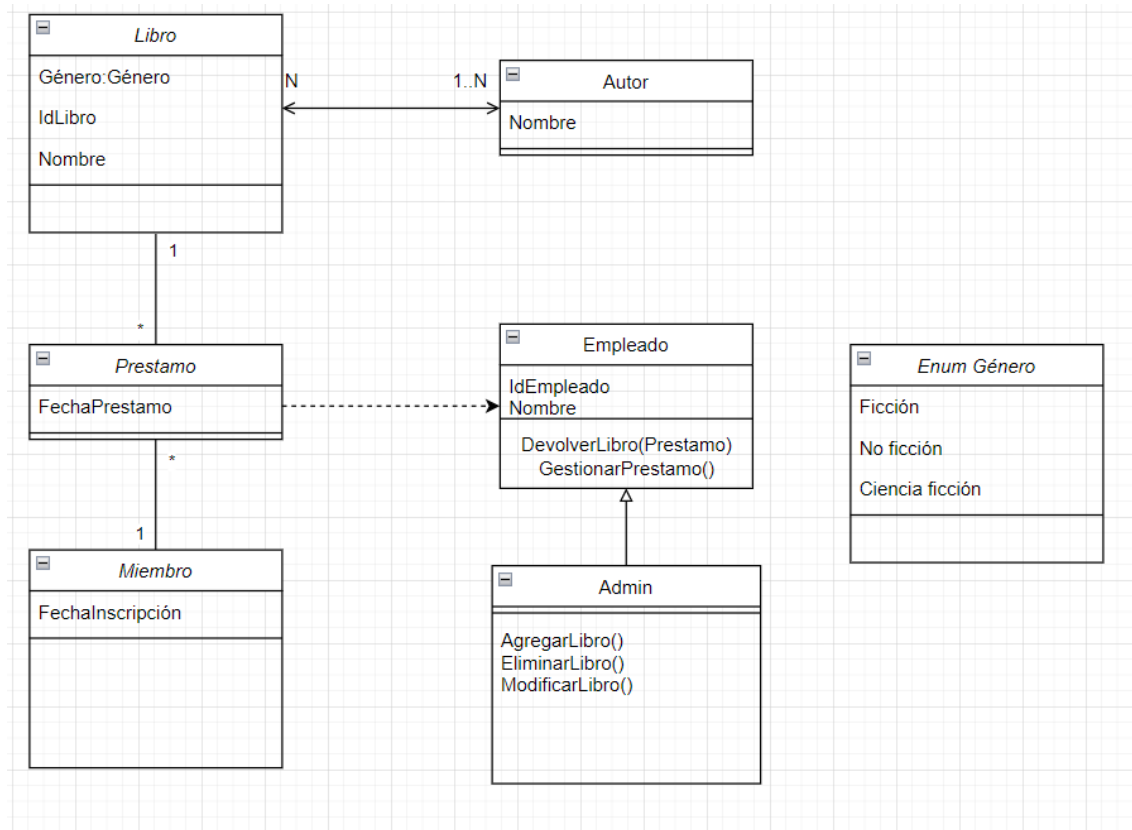 Libro
Género:Género
IdLibro
Nombre
N
1..N
Autor
Nombre
1
*
Prestamo
FechaPrestamo
*
1
Miembro
FechaInscripción
Empleado
IdEmpleado
Nombre
DevolverLibro(Prestamo)
GestionarPrestamo()
Admin
AgregarLibro()
EliminarLibro()
ModificarLibro()
Enum Género
Ficción
No ficción
Ciencia ficción